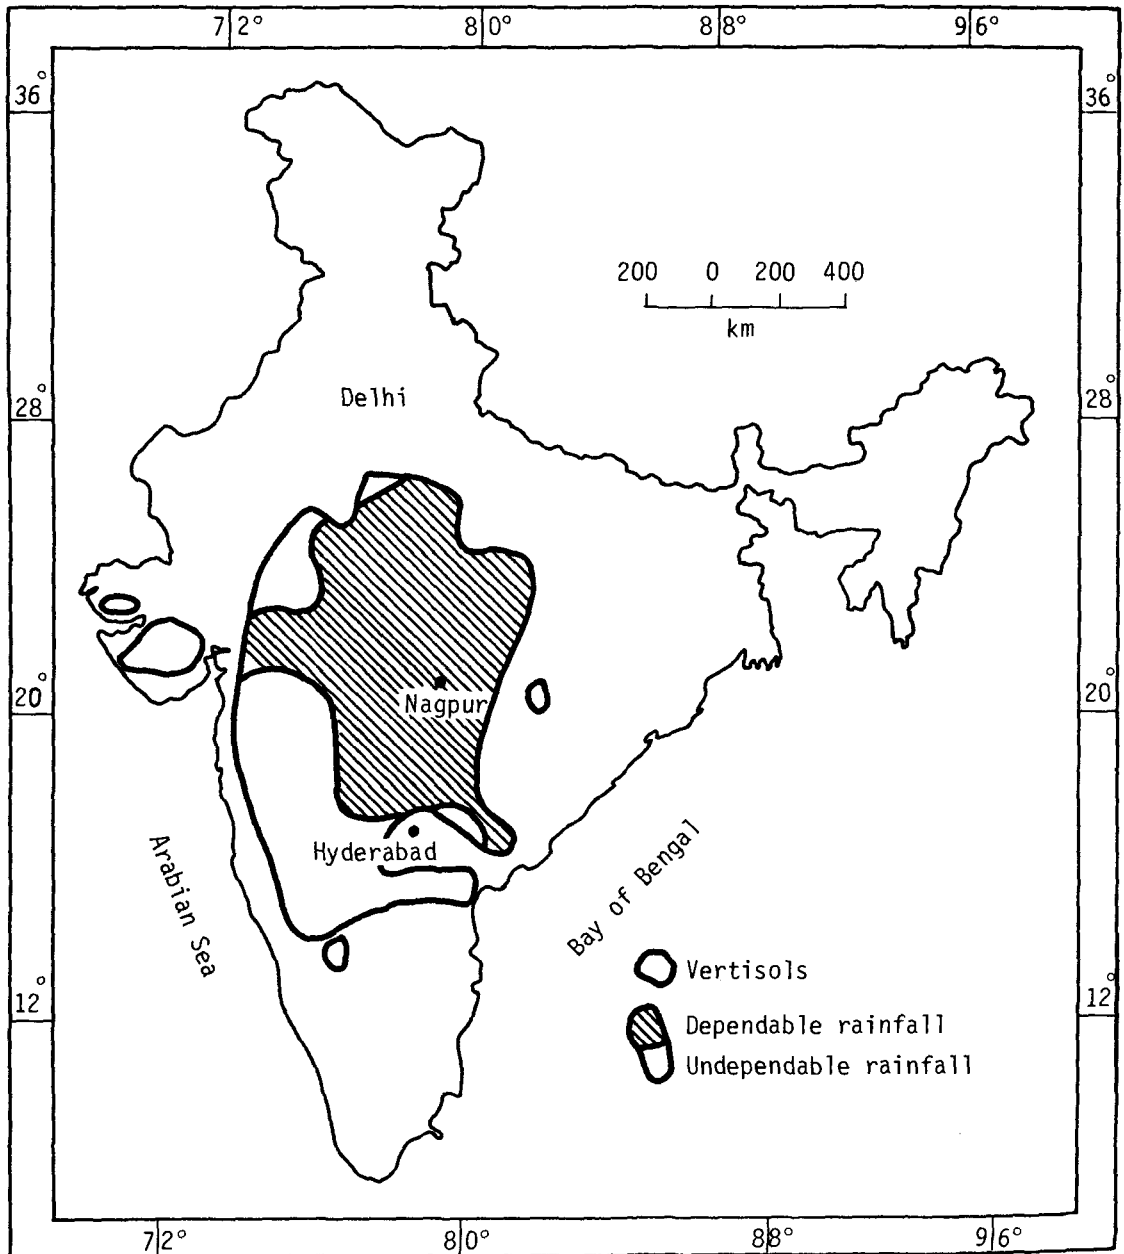 72° 80° 88° 96°
36° 36°
200 0 200 400
km
Delhi
28° 28°
20° 20°
Nagpur
Hyderabad
Arabian Sea
Bay of Bengal
Vertisols
12° 12°
Dependable rainfall
Undependable rainfall
72° 80° 88° 96°